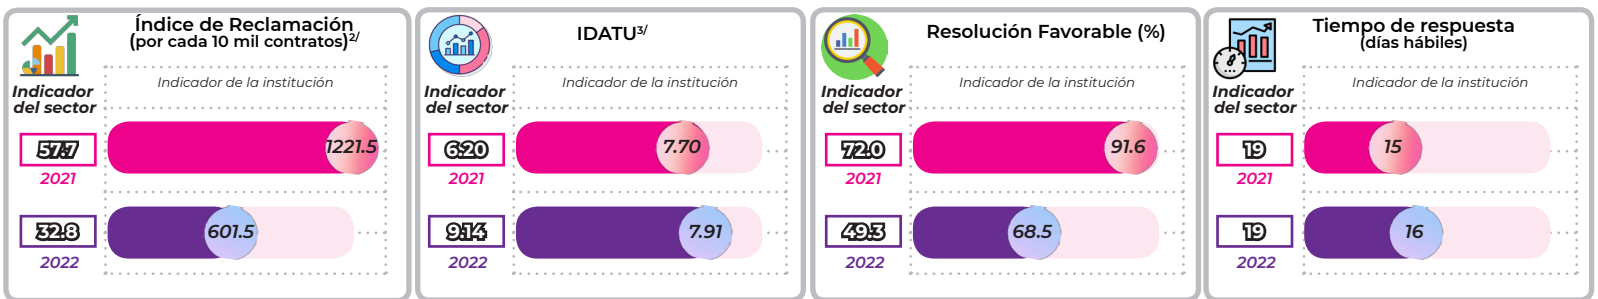 Índice de Reclamación
(por cada 10 mil contratos)2/
Indicador de la institución
Indicador
del sector
57.7
1221.5
2021
32.8
601.5
2022
IDATU3/
Indicador de la institución
Indicador
del sector
6.20
7.70
2021
9.14
7.91
2022
Resolución Favorable (%)
Indicador de la institución
Indicador
del sector
72.0
91.6
2021
49.3
68.5
2022
Tiempo de respuesta
(días hábiles)
Indicador de la institución
Indicador
del sector
19
15
2021
19
16
2022